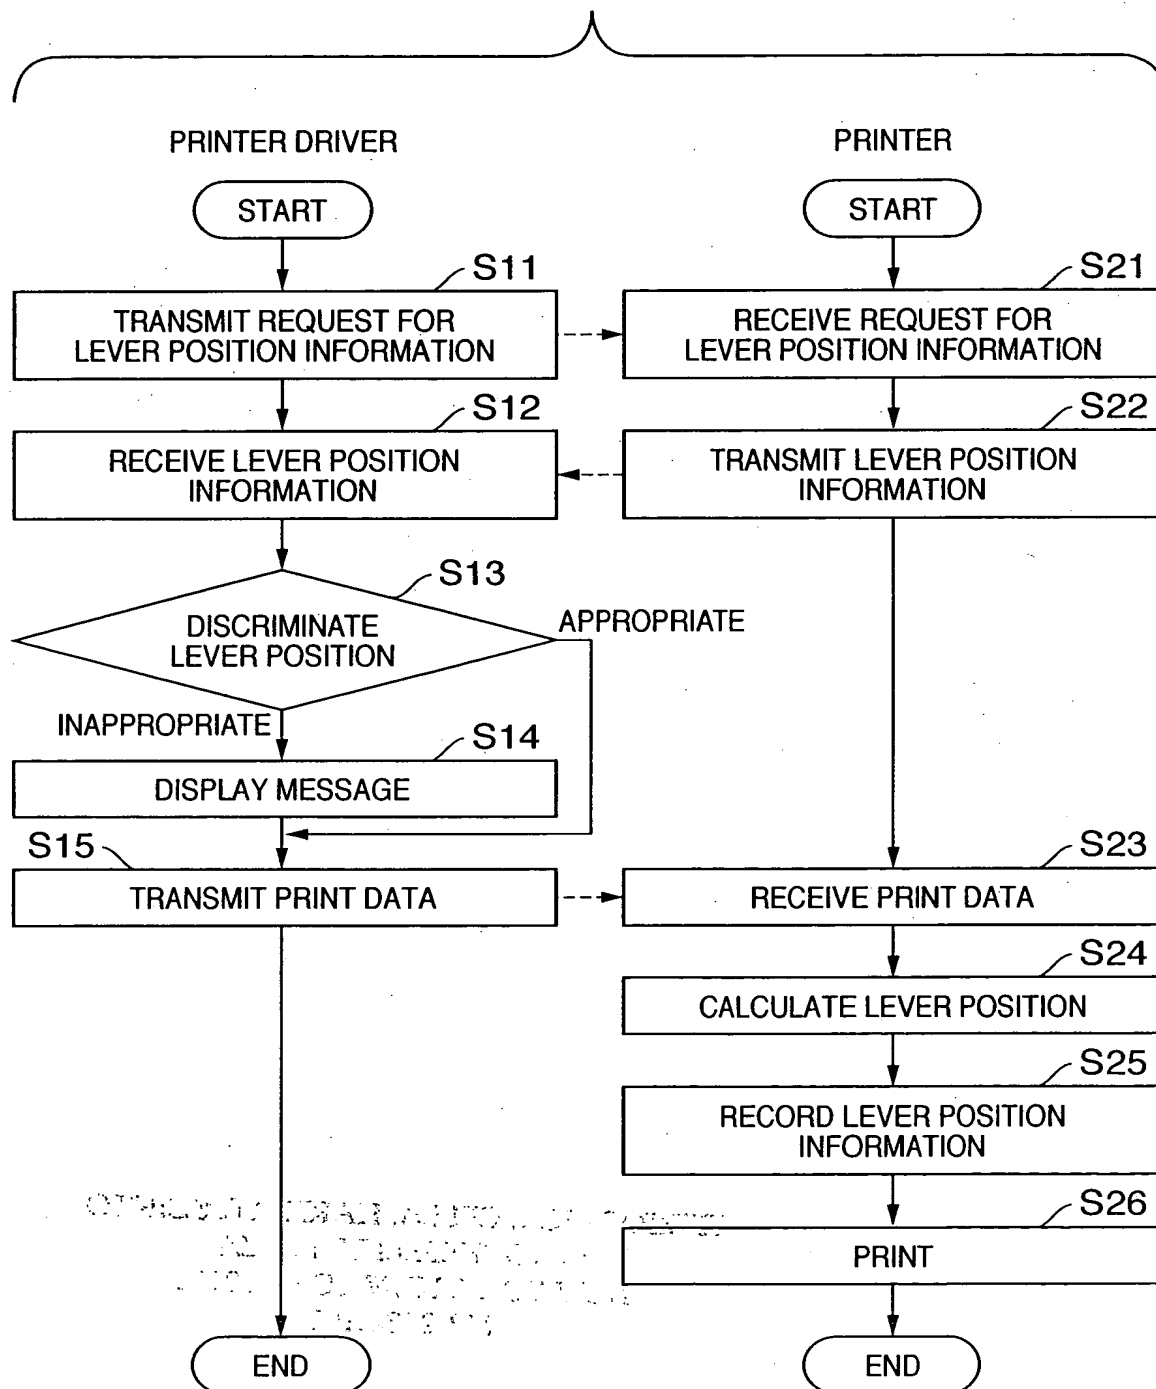 PRINTER DRIVER
START
S11
TRANSMIT REQUEST FOR
LEVER POSITION INFORMATION
S12
RECEIVE LEVER POSITION
INFORMATION
S13
DISCRIMINATE
LEVER POSITION
APPROPRIATE
INAPPROPRIATE
S14
DISPLAY MESSAGE
S15
TRANSMIT PRINT DATA
END
PRINTER
START
S21
RECEIVE REQUEST FOR
LEVER POSITION INFORMATION
S22
TRANSMIT LEVER POSITION
INFORMATION
S23
RECEIVE PRINT DATA
S24
CALCULATE LEVER POSITION
S25
RECORD LEVER POSITION
INFORMATION
S26
PRINT
END